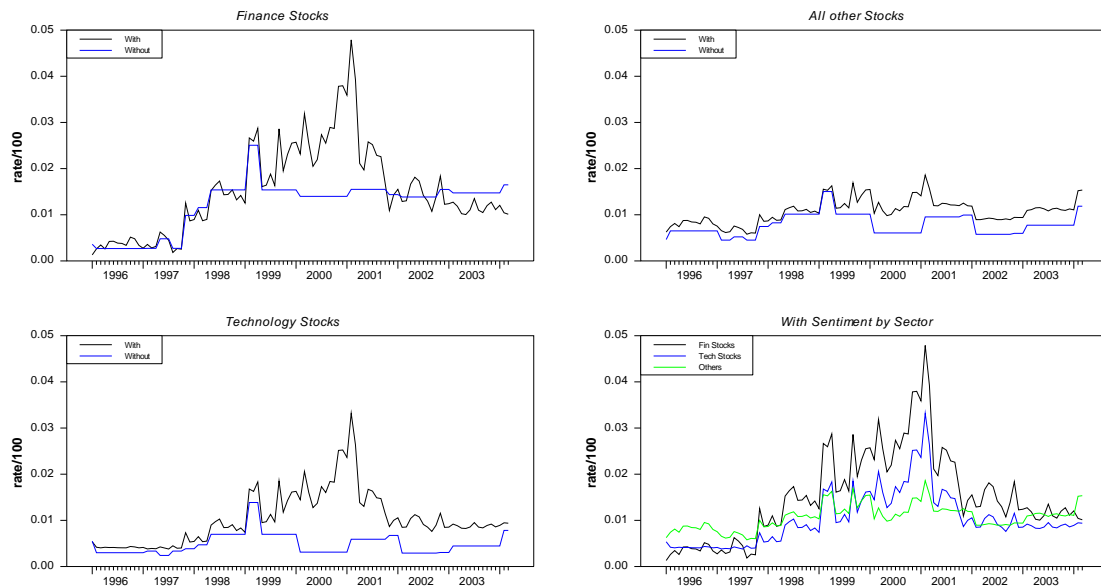 Finance Stocks
With
Without
rate/100
0.05
0.04
0.03
0.02
0.01
0.00
1996 1997 1998 1999 2000 2001 2002 2003
All other Stocks
With
Without
rate/100
0.05
0.04
0.03
0.02
0.01
0.00
1996 1997 1998 1999 2000 2001 2002 2003
Technology Stocks
With
Without
rate/100
0.05
0.04
0.03
0.02
0.01
0.00
1996 1997 1998 1999 2000 2001 2002 2003
With Sentiment by Sector
Fin Stocks
Tech Stocks
Others
rate/100
0.05
0.04
0.03
0.02
0.01
0.00
1996 1997 1998 1999 2000 2001 2002 2003